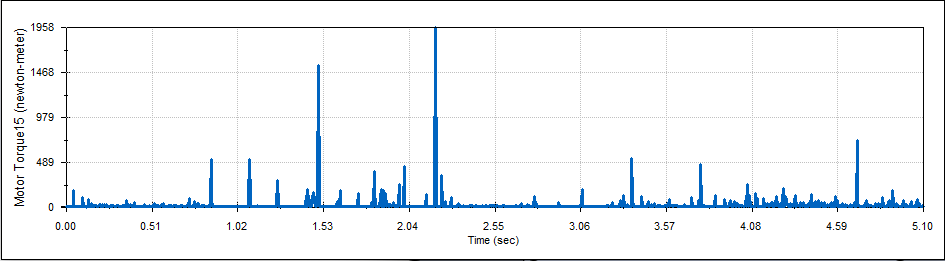 Motor Torque15 (newton-meter)
1958
1468
979
489
0
0.00 0.51 1.02 1.53 2.04 2.55 3.06 3.57 4.08 4.59 5.10
Time (sec)